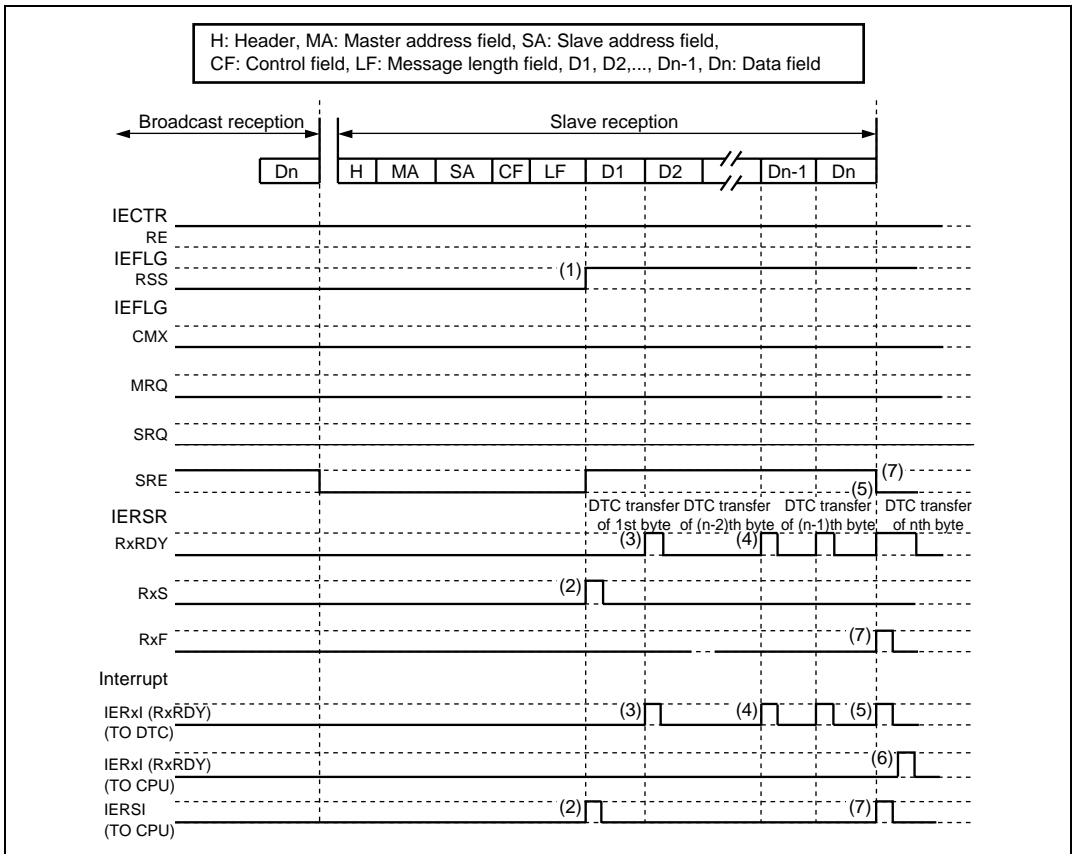 H: Header, MA: Master address field, SA: Slave address field,
CF: Control field, LF: Message length field, D1, D2,..., Dn-1, Dn: Data field
Broadcast reception
Slave reception
Dn H MA SA CF LF D1 D2 Dn-1 Dn
IECTR
RE
IEFLG
RSS (1)
IEFLG
CMX
MRQ
SRQ
SRE (5) (7)
DTC transfer of 1st byte
DTC transfer of (n-2)th byte
DTC transfer of (n-1)th byte
DTC transfer of nth byte
IERSR
RxRDY (3) (4)
RxS (2)
RxF (7)
Interrupt
IERxI (RxRDY) (3) (4) (5)
(TO DTC)
IERxI (RxRDY) (6)
(TO CPU)
IERSI (2) (7)
(TO CPU)